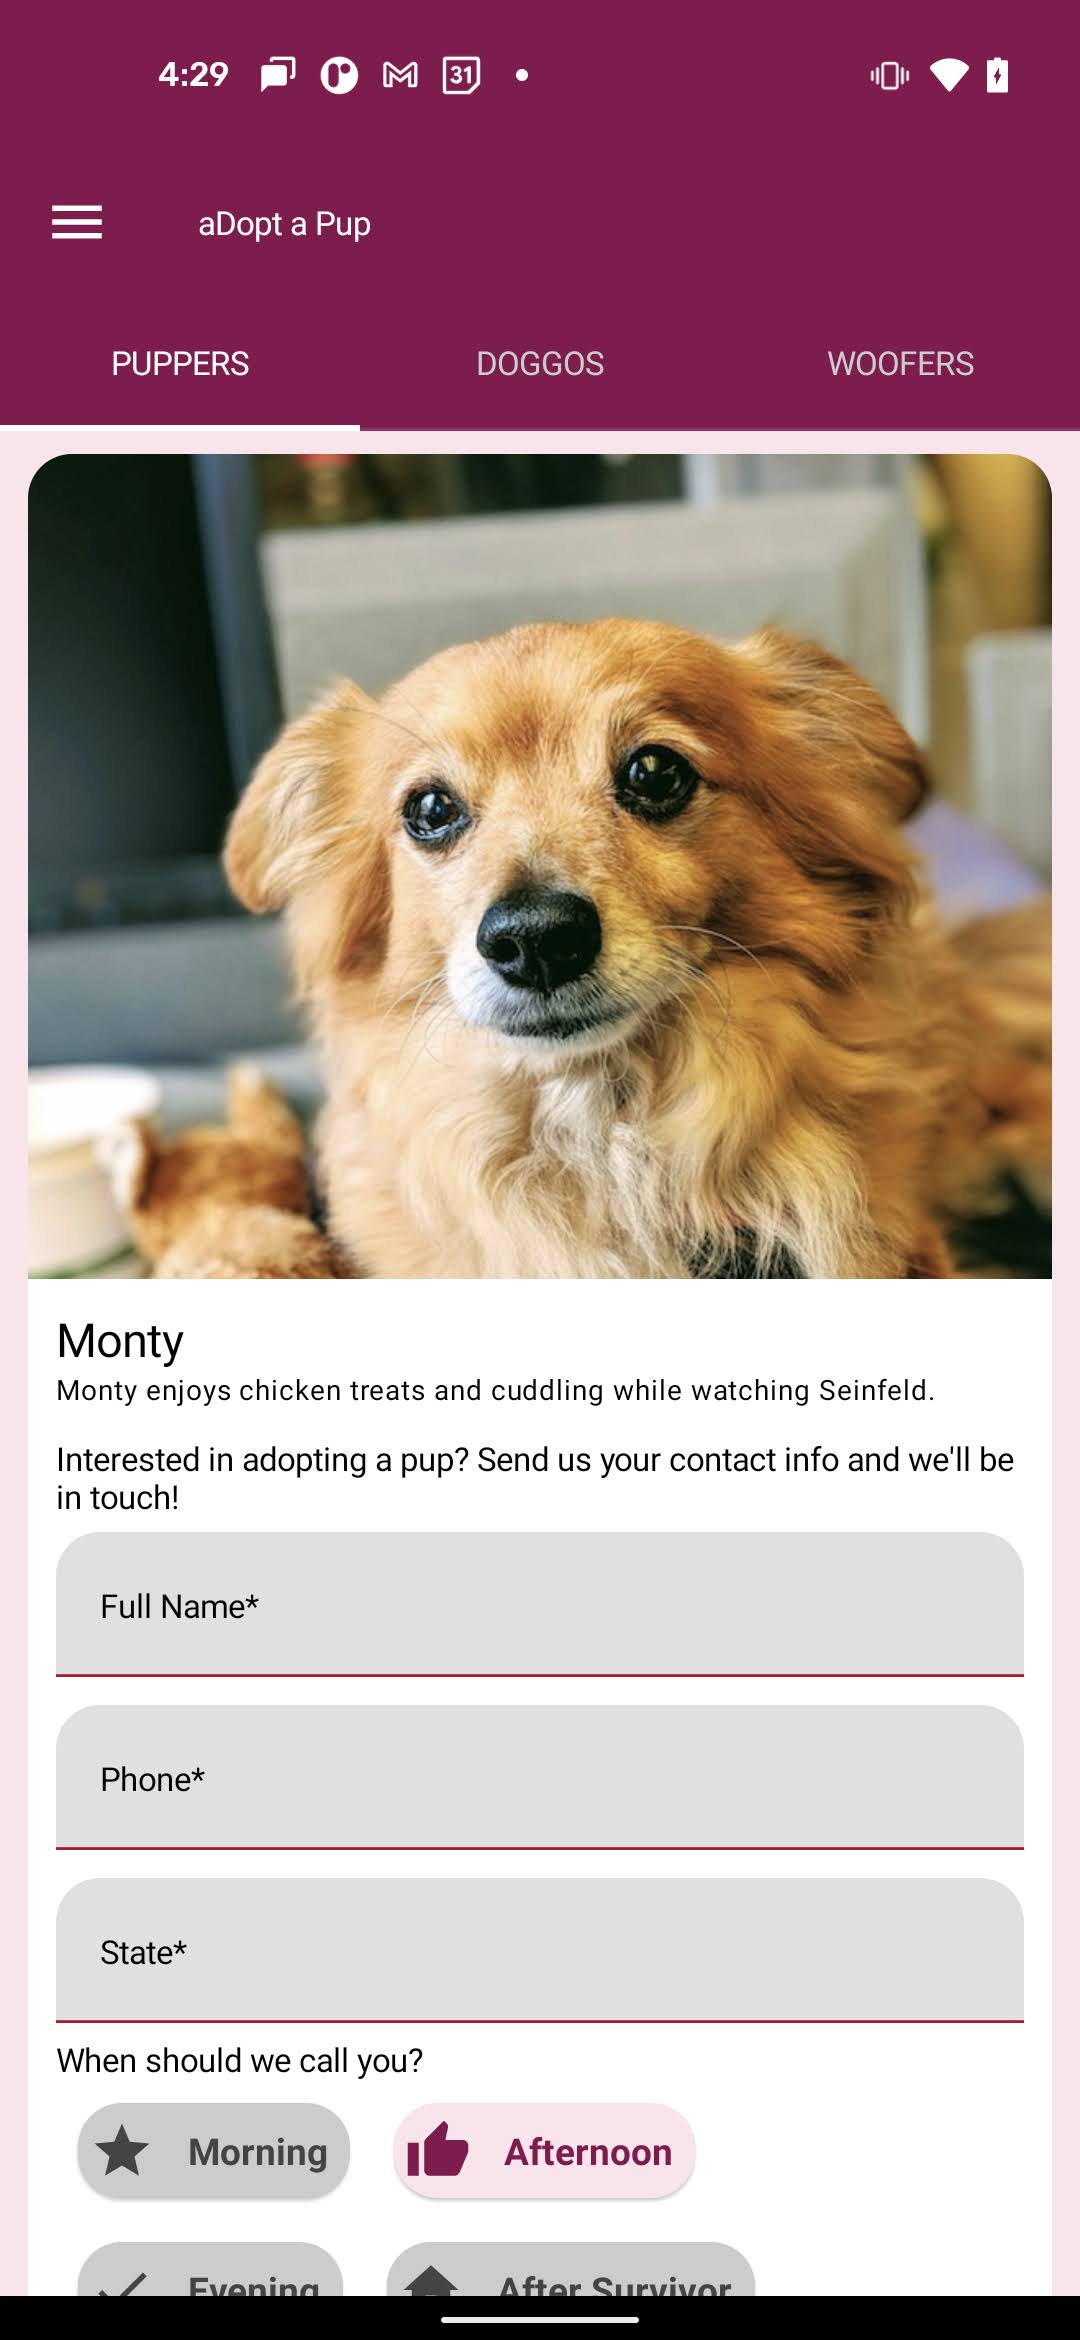 4:29
31
aDopt a Pup
PUPPERS
DOGGOS
WOOFERS
Monty
Monty enjoys chicken treats and cuddling while watching Seinfeld.
Interested in adopting a pup? Send us your contact info and we'll be
in touch!
Full Name*
Phone*
State*
When should we call you?
Morning
Afternoon
Evening
After Survivor